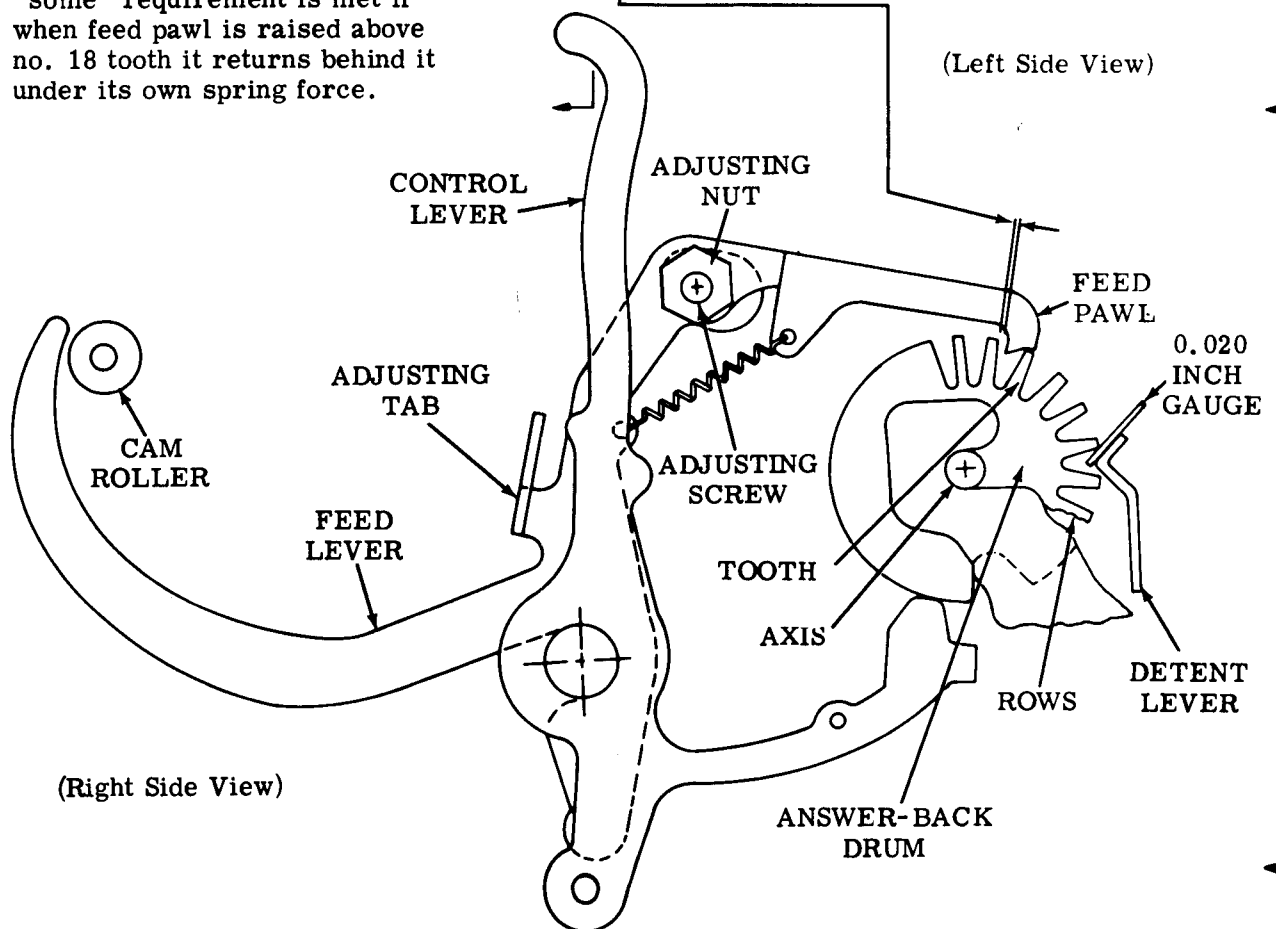 "some" requirement is met if
when feed pawl is raised above
no. 18 tooth it returns behind it
under its own spring force.
(Left Side View)
CONTROL
LEVER
ADJUSTING
NUT
FEED
PAWL
0.020
INCH
GAUGE
ADJUSTING
TAB
CAM
ROLLER
ADJUSTING
SCREW
FEED
LEVER
TOOTH
AXIS
ROWS
DETENT
LEVER
(Right Side View)
ANSWER-BACK
DRUM